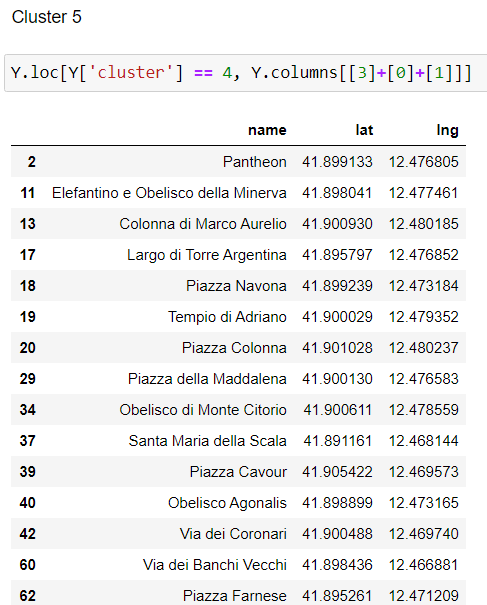 Cluster 5
Y.loc[Y['cluster'] == 4, Y.columns[[3]+[0]+[1]]]
name lat lng
2 Pantheon 41.899133 12.476805
11 Elefantino e Obelisco della Minerva 41.898041 12.477461
13 Colonna di Marco Aurelio 41.900930 12.480185
17 Largo di Torre Argentina 41.895797 12.476852
18 Piazza Navona 41.899239 12.473184
19 Tempio di Adriano 41.900029 12.479352
20 Piazza Colonna 41.901028 12.480237
29 Piazza della Maddalena 41.900130 12.476583
34 Obelisco di Monte Citorio 41.900611 12.478559
37 Santa Maria della Scala 41.891161 12.468144
39 Piazza Cavour 41.905422 12.469573
40 Obelisco Agonalis 41.898899 12.473165
42 Via dei Coronari 41.900488 12.469740
60 Via dei Banchi Vecchi 41.898436 12.466881
62 Piazza Farnese 41.895261 12.471209